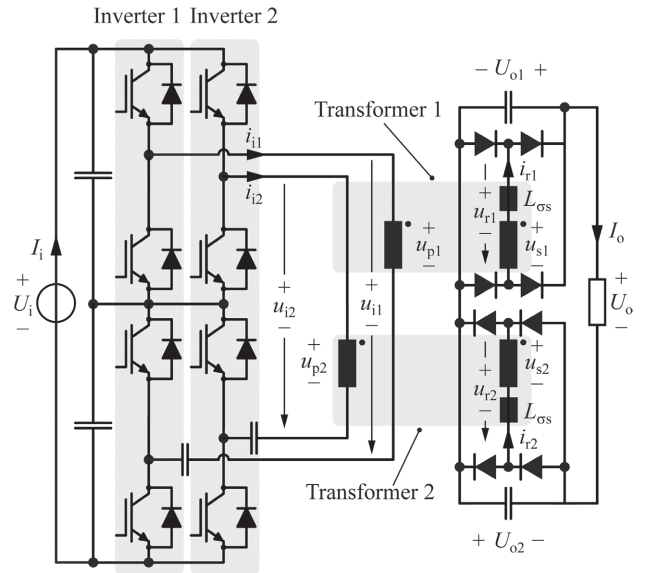 Inverter 1 Inverter 2
− Uo1 +
Transformer 1
ii1
ii2
ir1
Lσs
+ ur1 −
+ us1 −
+ up1 −
Ii
+ Ui −
+ ui2 −
+ ui1 −
Io
+ Uo −
+ up2 −
+ ur2 −
+ us2 −
Lσs
ir2
Transformer 2
+ Uo2 −